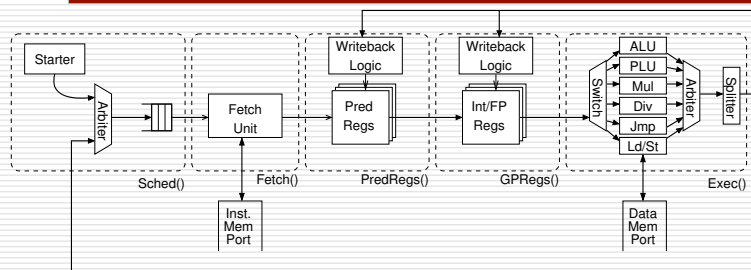 Starter
Arbiter
Sched()
Fetch
Unit
Fetch()
Inst.
Mem
Port
Writeback
Logic
Pred
Regs
PredRegs()
Writeback
Logic
Int/FP
Regs
GPRegs()
Switch
ALU
PLU
Mul
Div
Jmp
Ld/St
Arbiter
Splitter
Exec()
Data
Mem
Port